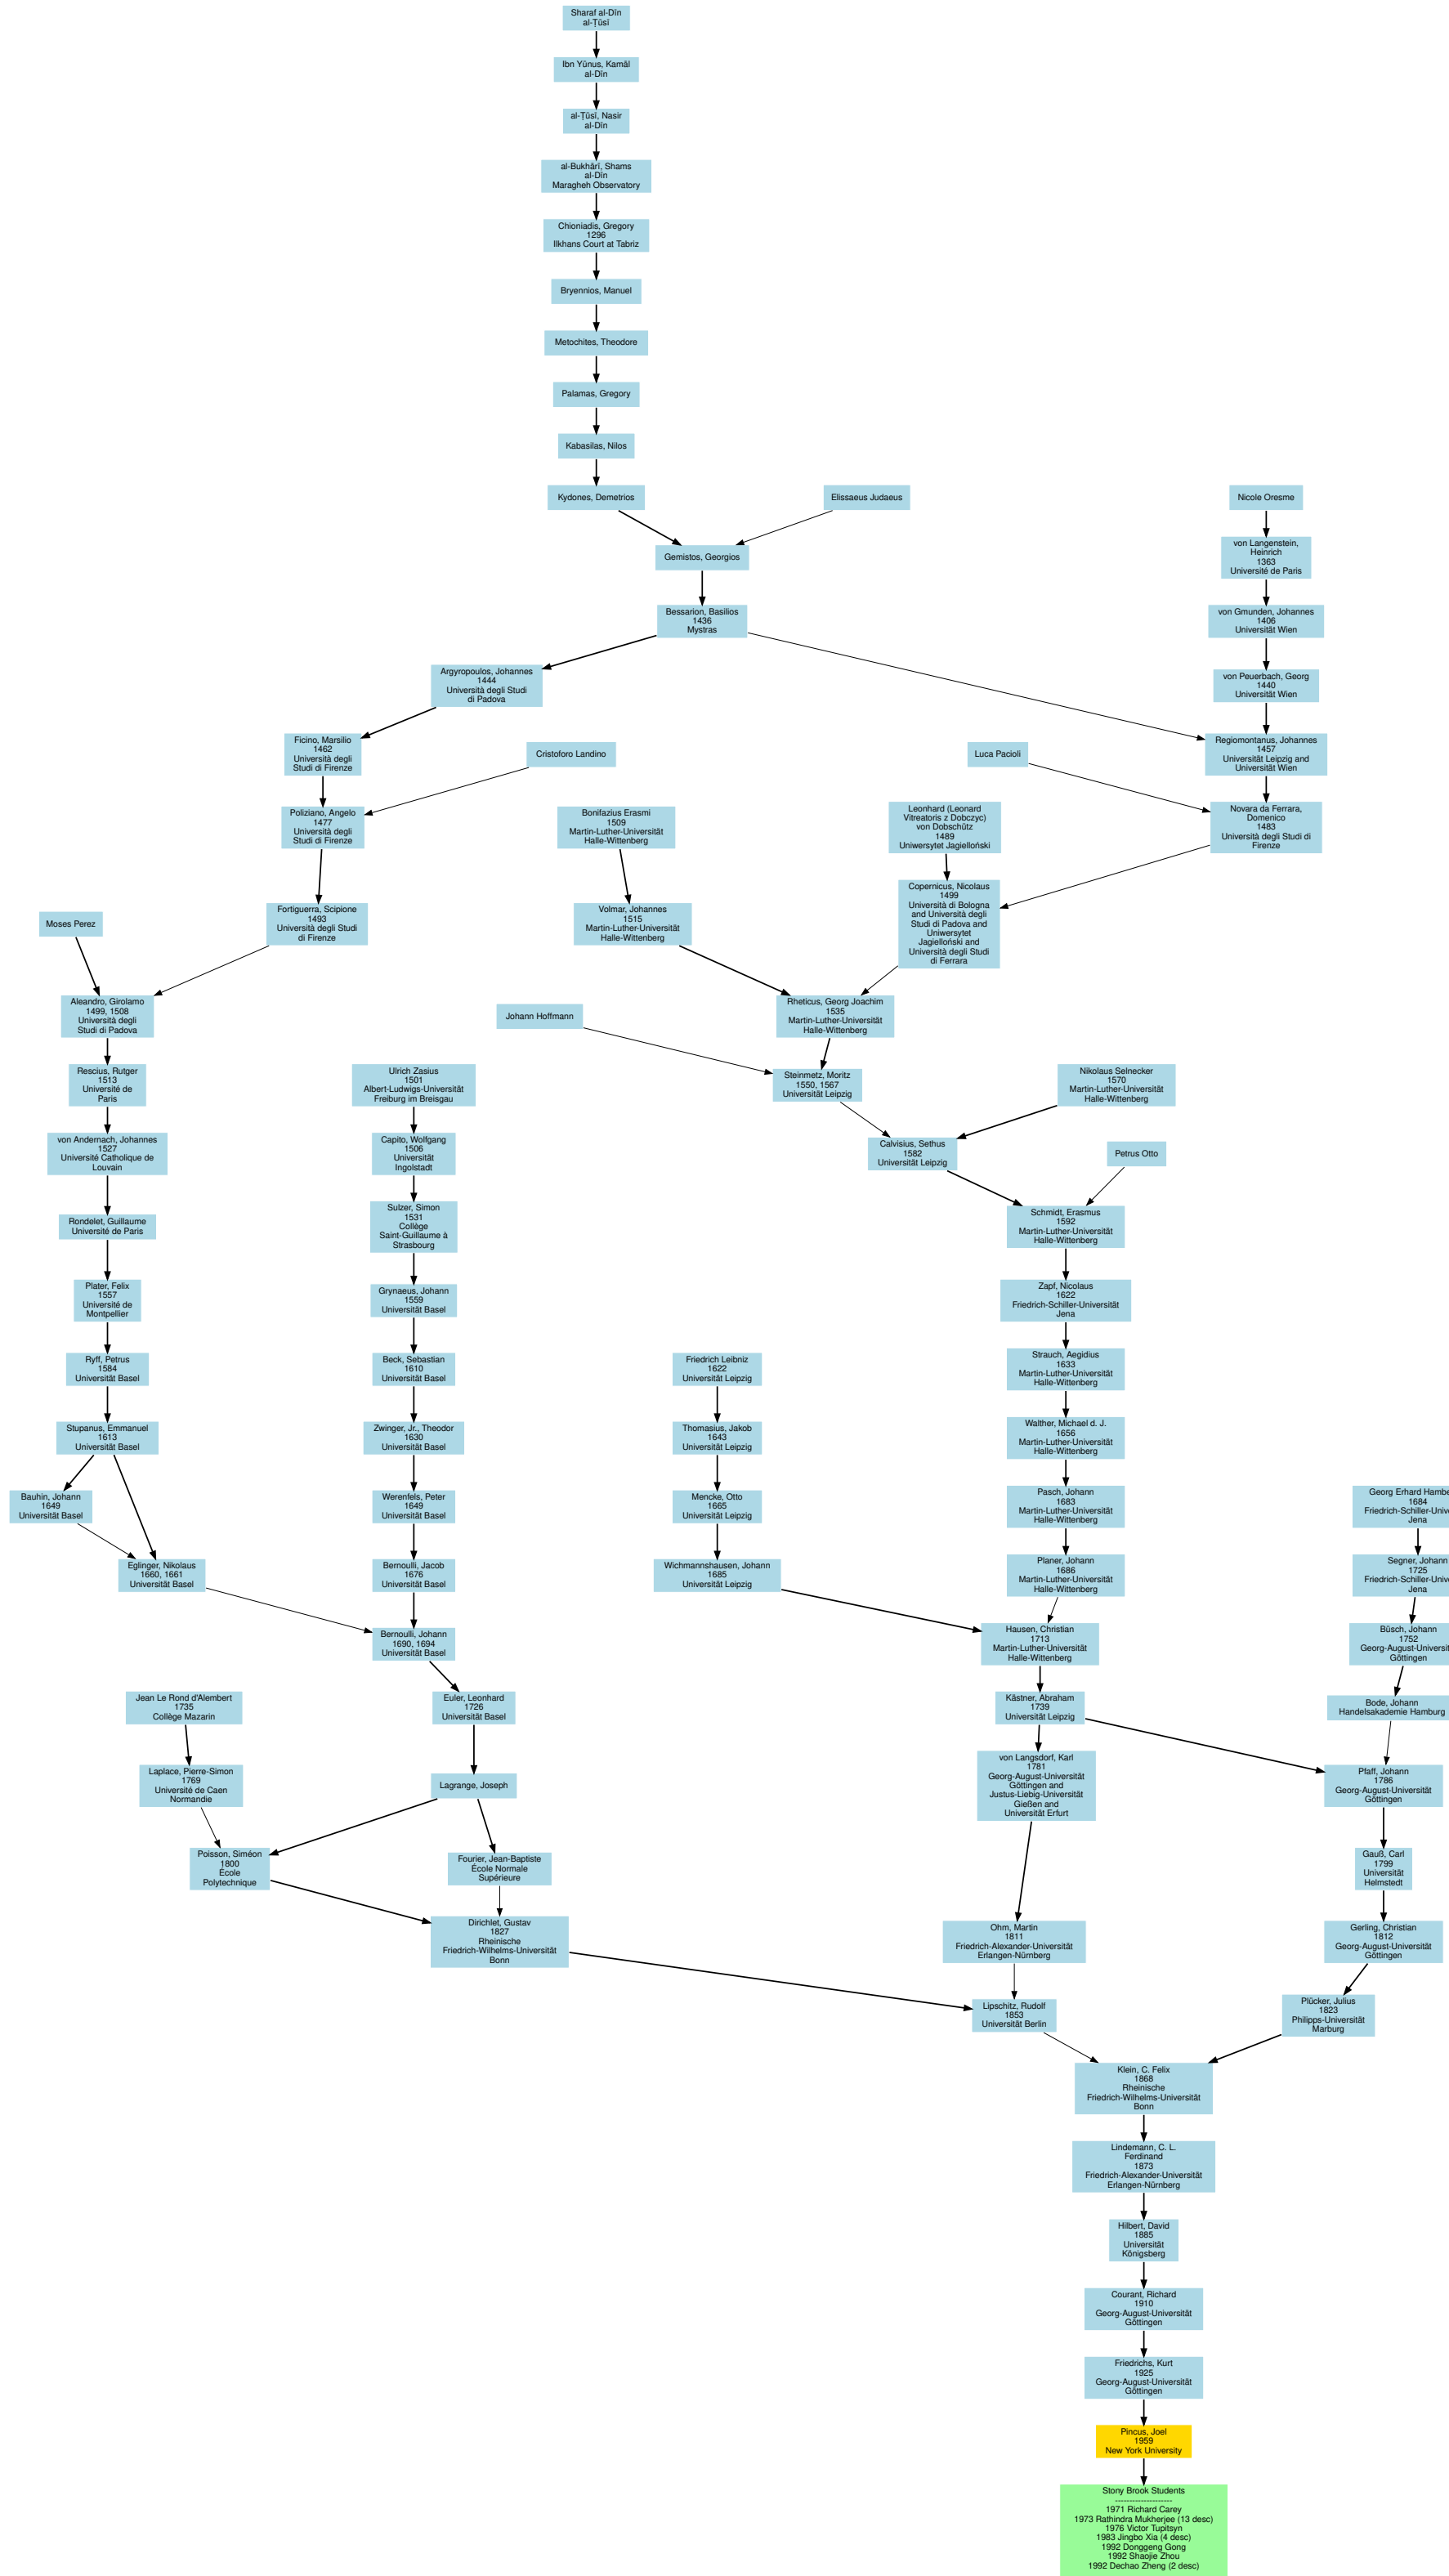 Sharaf al-Dīn
al-Ṭūsī
Ibn Yūnus, Kamāl
al-Dīn
al-Ṭūsī, Nasir
al-Dīn
al-Bukhārī, Shams
al-Dīn
Maragheh Observatory
Chioniadis, Gregory
1296
Ilkhans Court at Tabriz
Bryennios, Manuel
Metochites, Theodore
Palamas, Gregory
Kabasilas, Nilos
Kydones, Demetrios
Elissaeus Judaeus
Nicole Oresme
Gemistos, Georgios
von Langenstein,
Heinrich
1363
Université de Paris
Bessarion, Basilios
1436
Mystras
von Gmunden, Johannes
1406
Universität Wien
Argyropoulos, Johannes
1444
Università degli Studi
di Padova
von Peuerbach, Georg
1440
Universität Wien
Ficino, Marsilio
1462
Università degli
Studi di Firenze
Cristoforo Landino
Luca Pacioli
Regiomontanus, Johannes
1457
Universität Leipzig and
Universität Wien
Poliziano, Angelo
1477
Università degli
Studi di Firenze
Bonifazius Erasmi
1509
Martin-Luther-Universität
Halle-Wittenberg
Leonhard (Leonard
Vitreatoris z Dobczyc)
von Dobschütz
1489
Uniwersytet Jagielloński
Novara da Ferrara,
Domenico
1483
Università degli Studi di
Firenze
Moses Perez
Fortiguerra, Scipione
1493
Università degli Studi
di Firenze
Volmar, Johannes
1515
Martin-Luther-Universität
Halle-Wittenberg
Copernicus, Nicolaus
1499
Università di Bologna
and Università degli
Studi di Padova and
Uniwersytet
Jagielloński and
Università degli Studi
di Ferrara
Aleandro, Girolamo
1499, 1508
Università degli
Studi di Padova
Johann Hoffmann
Rheticus, Georg Joachim
1535
Martin-Luther-Universität
Halle-Wittenberg
Rescius, Rutger
1513
Université de
Paris
Ulrich Zasius
1501
Albert-Ludwigs-Universität
Freiburg im Breisgau
Steinmetz, Moritz
1550, 1567
Universität Leipzig
Nikolaus Selnecker
1570
Martin-Luther-Universität
Halle-Wittenberg
von Andernach, Johannes
1527
Université Catholique de
Louvain
Capito, Wolfgang
1506
Universität
Ingolstadt
Calvisius, Sethus
1582
Universität Leipzig
Petrus Otto
Rondelet, Guillaume
Université de Paris
Sulzer, Simon
1531
Collège
Saint-Guillaume à
Strasbourg
Schmidt, Erasmus
1592
Martin-Luther-Universität
Halle-Wittenberg
Plater, Felix
1557
Université de
Montpellier
Grynaeus, Johann
1559
Universität Basel
Zapf, Nicolaus
1622
Friedrich-Schiller-Universität
Jena
Ryff, Petrus
1584
Universität Basel
Beck, Sebastian
1610
Universität Basel
Friedrich Leibniz
1622
Universität Leipzig
Strauch, Aegidius
1633
Martin-Luther-Universität
Halle-Wittenberg
Stupanus, Emmanuel
1613
Universität Basel
Zwinger, Jr., Theodor
1630
Universität Basel
Thomasius, Jakob
1643
Universität Leipzig
Walther, Michael d. J.
1656
Martin-Luther-Universität
Halle-Wittenberg
Bauhin, Johann
1649
Universität Basel
Werenfels, Peter
1649
Universität Basel
Mencke, Otto
1665
Universität Leipzig
Pasch, Johann
1683
Martin-Luther-Universität
Halle-Wittenberg
Georg Erhard Hambe
1684
Friedrich-Schiller-Unive
Jena
Eglinger, Nikolaus
1660, 1661
Universität Basel
Bernoulli, Jacob
1676
Universität Basel
Wichmannshausen, Johann
1685
Universität Leipzig
Planer, Johann
1686
Martin-Luther-Universität
Halle-Wittenberg
Segner, Johann
1725
Friedrich-Schiller-Unive
Jena
Bernoulli, Johann
1690, 1694
Universität Basel
Hausen, Christian
1713
Martin-Luther-Universität
Halle-Wittenberg
Büsch, Johann
1752
Georg-August-Universit
Göttingen
Jean Le Rond d'Alembert
1735
Collège Mazarin
Euler, Leonhard
1726
Universität Basel
Kästner, Abraham
1739
Universität Leipzig
Bode, Johann
Handelsakademie Hamburg
Laplace, Pierre-Simon
1769
Université de Caen
Normandie
Lagrange, Joseph
von Langsdorf, Karl
1781
Georg-August-Universität
Göttingen and
Justus-Liebig-Universität
Gießen and
Universität Erfurt
Pfaff, Johann
1786
Georg-August-Universität
Göttingen
Poisson, Siméon
1800
École
Polytechnique
Fourier, Jean-Baptiste
École Normale
Supérieure
Gauß, Carl
1799
Universität
Helmstedt
Dirichlet, Gustav
1827
Rheinische
Friedrich-Wilhelms-Universität
Bonn
Ohm, Martin
1811
Friedrich-Alexander-Universität
Erlangen-Nürnberg
Gerling, Christian
1812
Georg-August-Universität
Göttingen
Lipschitz, Rudolf
1853
Universität Berlin
Plücker, Julius
1823
Philipps-Universität
Marburg
Klein, C. Felix
1868
Rheinische
Friedrich-Wilhelms-Universität
Bonn
Lindemann, C. L.
Ferdinand
1873
Friedrich-Alexander-Universität
Erlangen-Nürnberg
Hilbert, David
1885
Universität
Königsberg
Courant, Richard
1910
Georg-August-Universität
Göttingen
Friedrichs, Kurt
1925
Georg-August-Universität
Göttingen
Pincus, Joel
1959
New York University
Stony Brook Students
--------------------
1971 Richard Carey
1973 Rathindra Mukherjee (13 desc)
1976 Victor Tupitsyn
1983 Jingbo Xia (4 desc)
1992 Donggeng Gong
1992 Shaojie Zhou
1992 Dechao Zheng (2 desc)